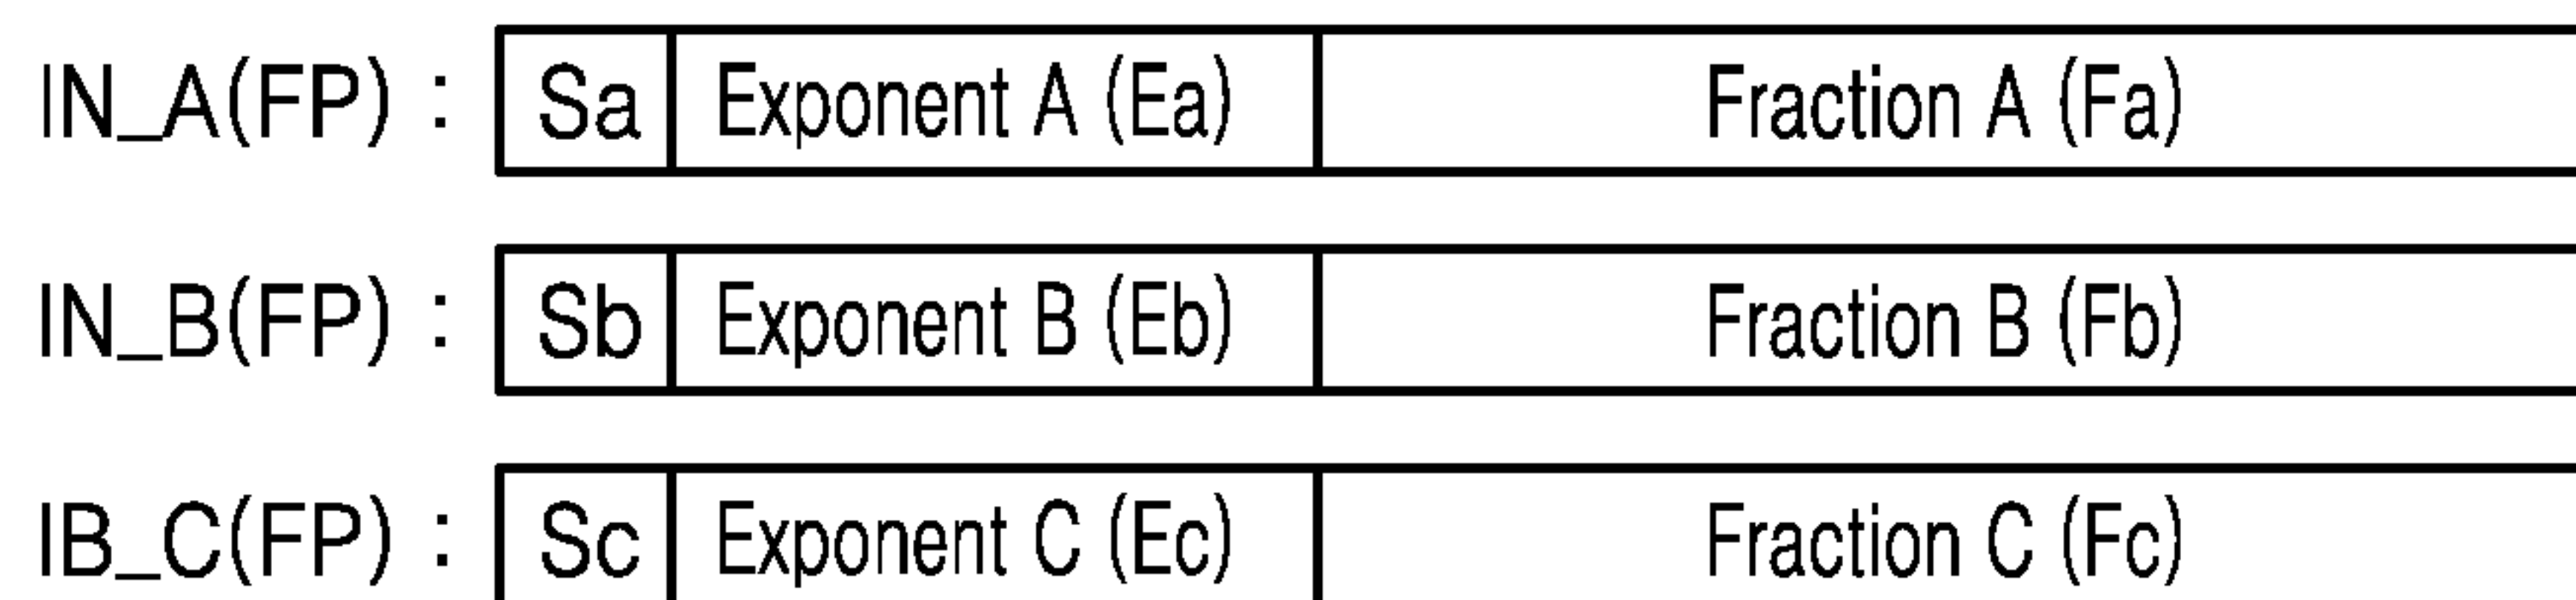 IN_A(FP) : Sa Exponent A (Ea) Fraction A (Fa)
IN_B(FP) : Sb Exponent B (Eb) Fraction B (Fb)
IB_C(FP) : Sc Exponent C (Ec) Fraction C (Fc)